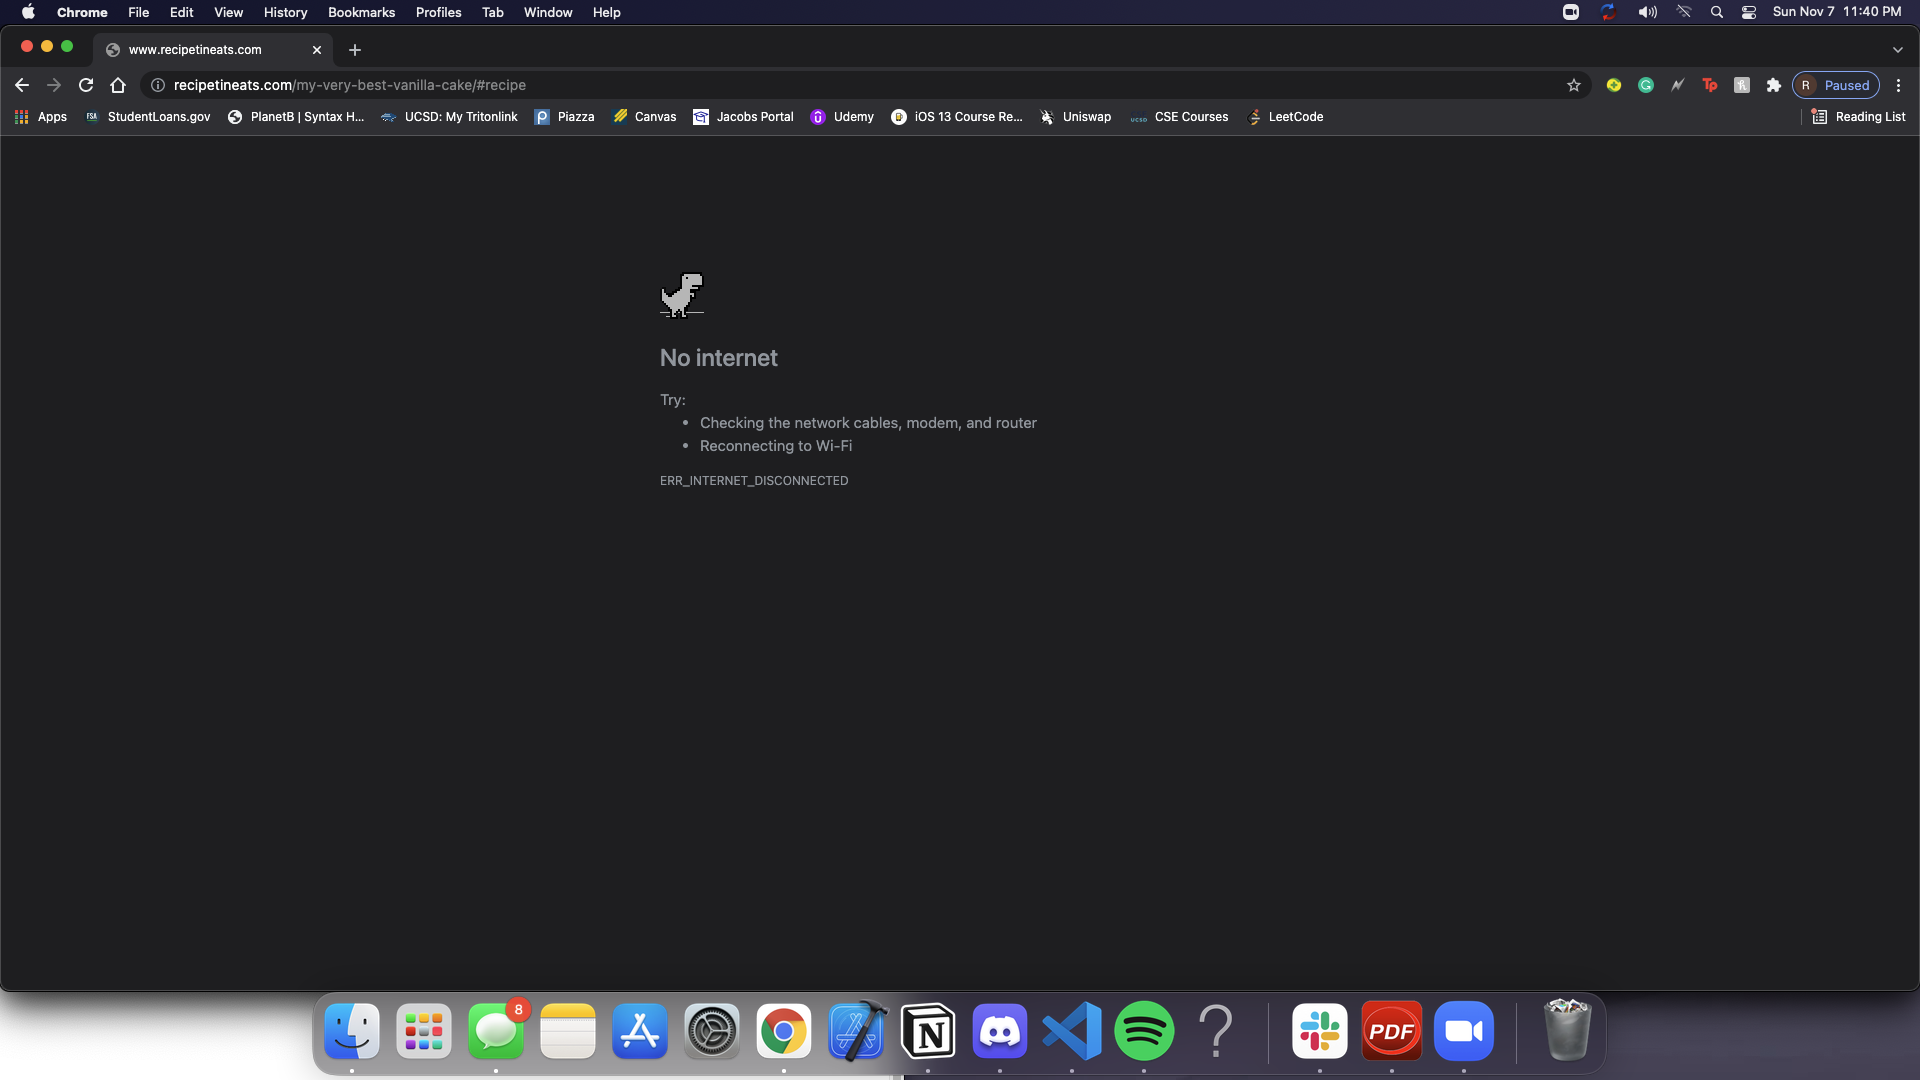 Chrome File Edit View History Bookmarks Profiles Tab Window Help Sun Nov 7 11:40 PM
www.recipetineats.com
recipetineats.com/my-very-best-vanilla-cake/#recipe Tp R Paused
Apps FSA StudentLoans.gov PlanetB | Syntax H... UCSD: My Tritonlink Piazza Canvas Jacobs Portal Udemy iOS 13 Course Re... Uniswap UCSD CSE Courses LeetCode Reading List
No internet
Try:
• Checking the network cables, modem, and router
• Reconnecting to Wi-Fi
ERR_INTERNET_DISCONNECTED
8
N
?
PDF